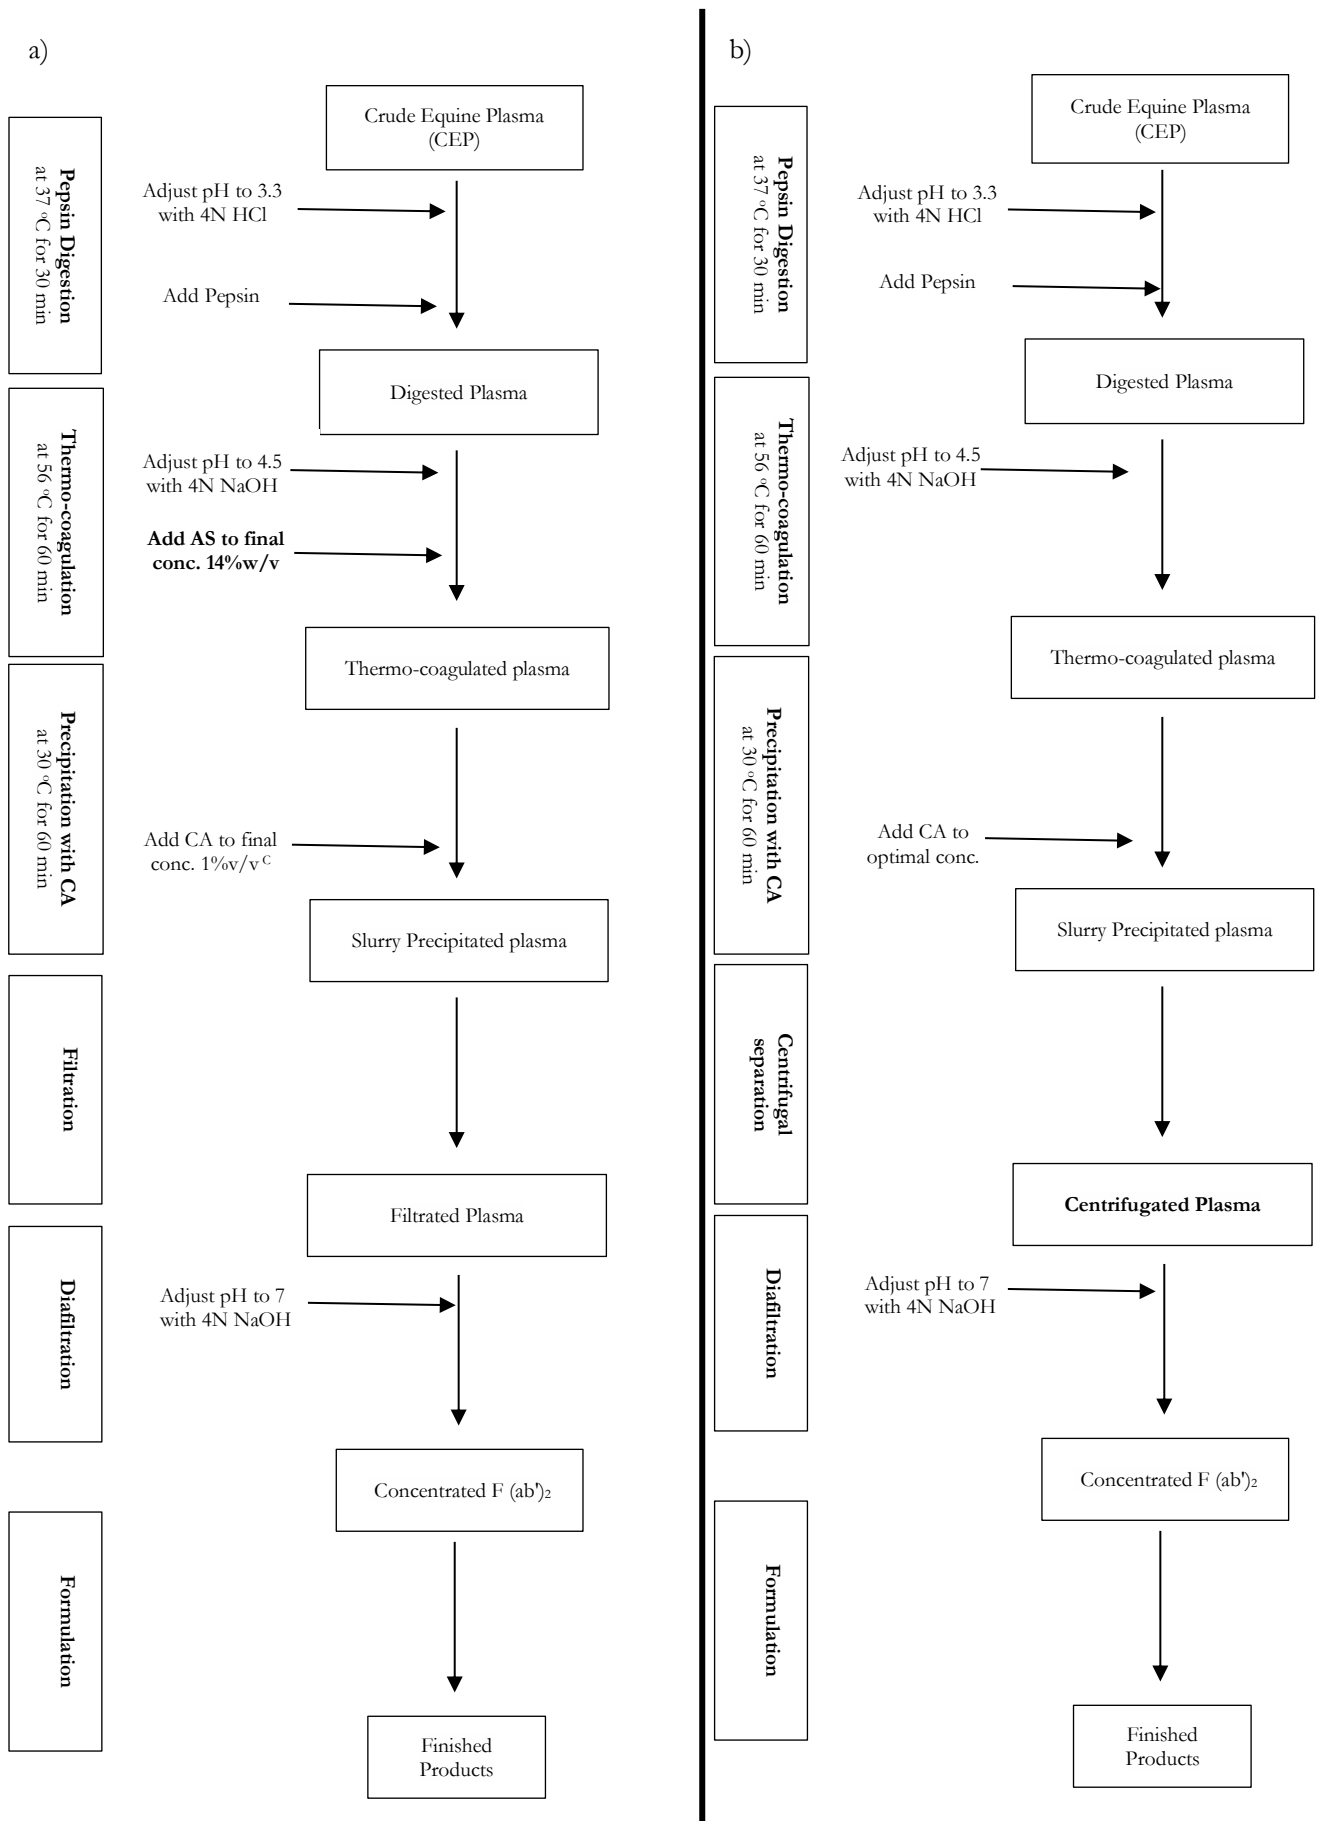 a)
Crude Equine Plasma
(CEP)
Pepsin Digestion
at 37 °C for 30 min
Adjust pH to 3.3
with 4N HCl
Add Pepsin
Digested Plasma
Thermo-coagulation
at 56 °C for 60 min
Adjust pH to 4.5
with 4N NaOH
Add AS to final
conc. 14%w/v
Thermo-coagulated plasma
Precipitation with CA
at 30 °C for 60 min
Add CA to final
conc. 1%v/v C
Slurry Precipitated plasma
Filtration
Filtrated Plasma
Diafiltration
Adjust pH to 7
with 4N NaOH
Concentrated F (ab')2
Formulation
Finished
Products
b)
Crude Equine Plasma
(CEP)
Pepsin Digestion
at 37 °C for 30 min
Adjust pH to 3.3
with 4N HCl
Add Pepsin
Digested Plasma
Thermo-coagulation
at 56 °C for 60 min
Adjust pH to 4.5
with 4N NaOH
Thermo-coagulated plasma
Precipitation with CA
at 30 °C for 60 min
Add CA to
optimal conc.
Slurry Precipitated plasma
Centrifugal
separation
Centrifugated Plasma
Diafiltration
Adjust pH to 7
with 4N NaOH
Concentrated F (ab')2
Formulation
Finished
Products